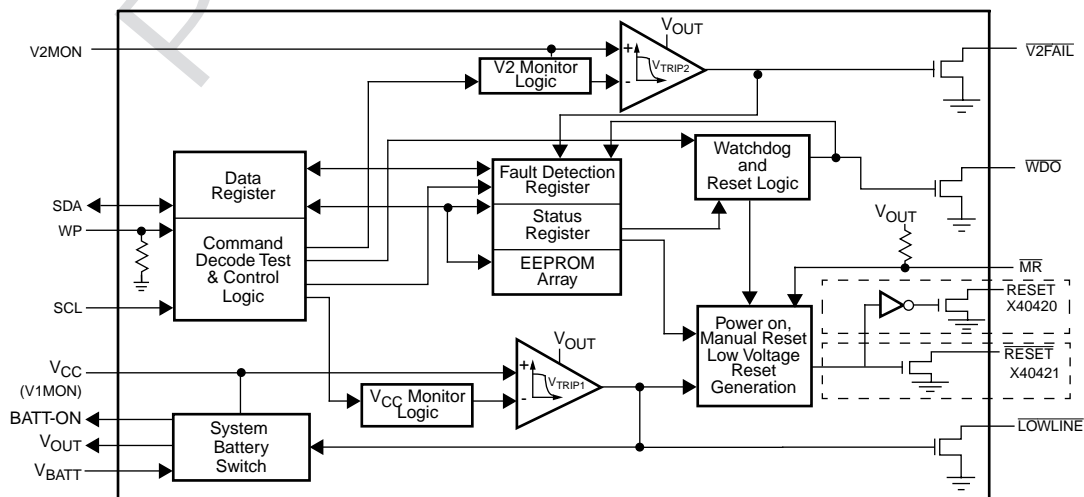 V2MON
V2 Monitor
Logic
+
-
VOUT
VTRIP2
V2FAIL
Data
Register
Command
Decode Test
& Control
Logic
SDA
WP
SCL
Fault Detection
Register
Status
Register
EEPROM
Array
Watchdog
and
Reset Logic
WDO
VOUT
MR
Power on,
Manual Reset
Low Voltage
Reset
Generation
RESET
X40420
RESET
X40421
VCC
(V1MON)
BATT-ON
VOUT
VBATT
System
Battery
Switch
VCC Monitor
Logic
+
-
VOUT
VTRIP1
LOWLINE